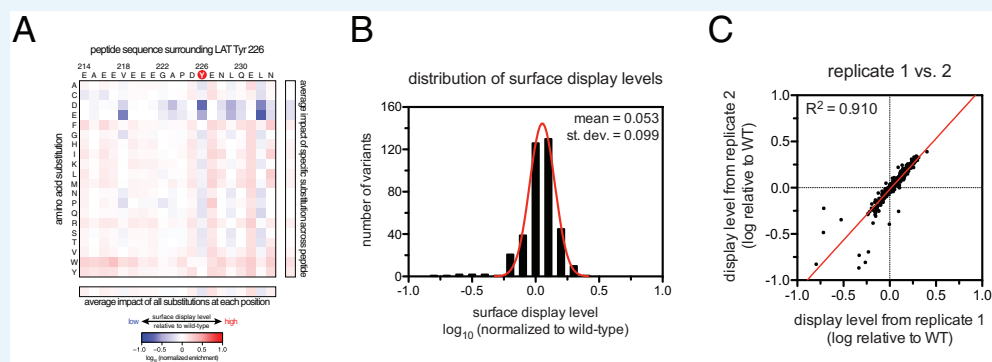 A
peptide sequence surrounding LAT Tyr 226
214 218 222 226 230
E A E E V E E E G A P D Y E N L Q E L N
amino acid substitution
A
C
D
E
F
G
H
I
K
L
M
N
P
Q
R
S
T
V
W
Y
average impact of specific substitution across peptide
average impact of all substitutions at each position
low surface display level high
relative to wild-type
-1.0 -0.5 0.0 0.5 1.0
log₁₀ (normalized enrichment)
B
distribution of surface display levels
mean = 0.053
st. dev. = 0.099
number of variants
160
120
80
40
0
-1.0 -0.5 0.0 0.5 1.0
surface display level
log₁₀ (normalized to wild-type)
C
replicate 1 vs. 2
R² = 0.910
display level from replicate 2
(log relative to WT)
1.0
0.5
0.0
-0.5
-1.0
-1.0 -0.5 0.0 0.5 1.0
display level from replicate 1
(log relative to WT)